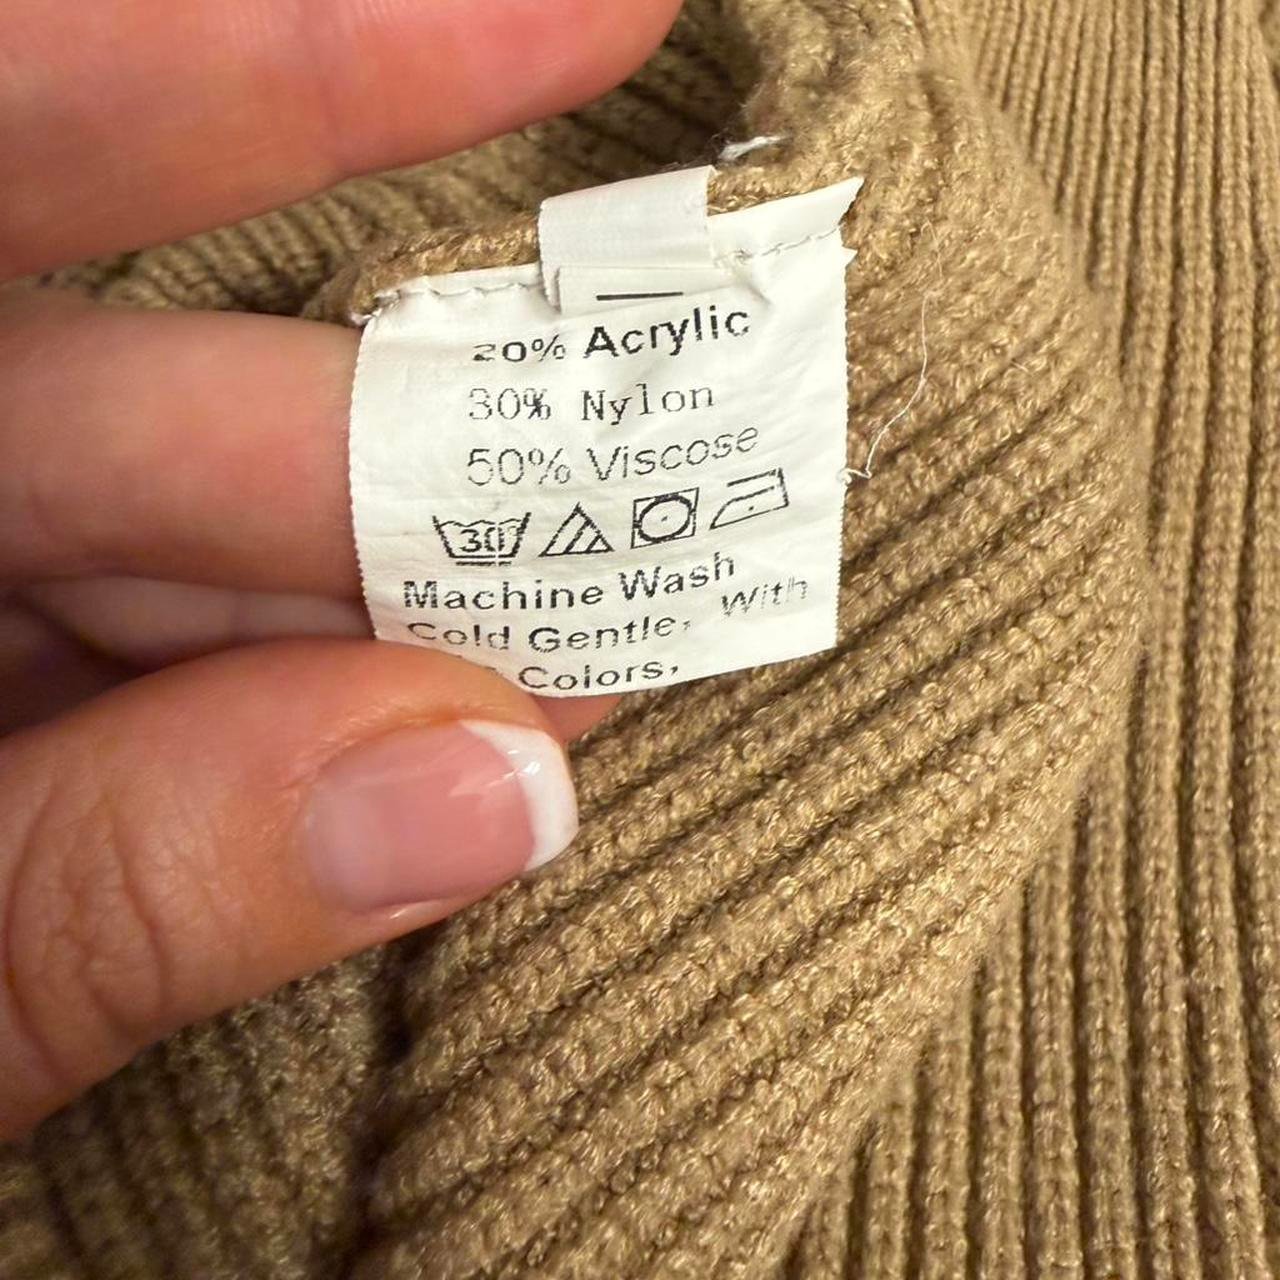 20% Acrylic
30% Nylon
50% Viscose
30°
Machine Wash
Cold Gentle, With
Colors,